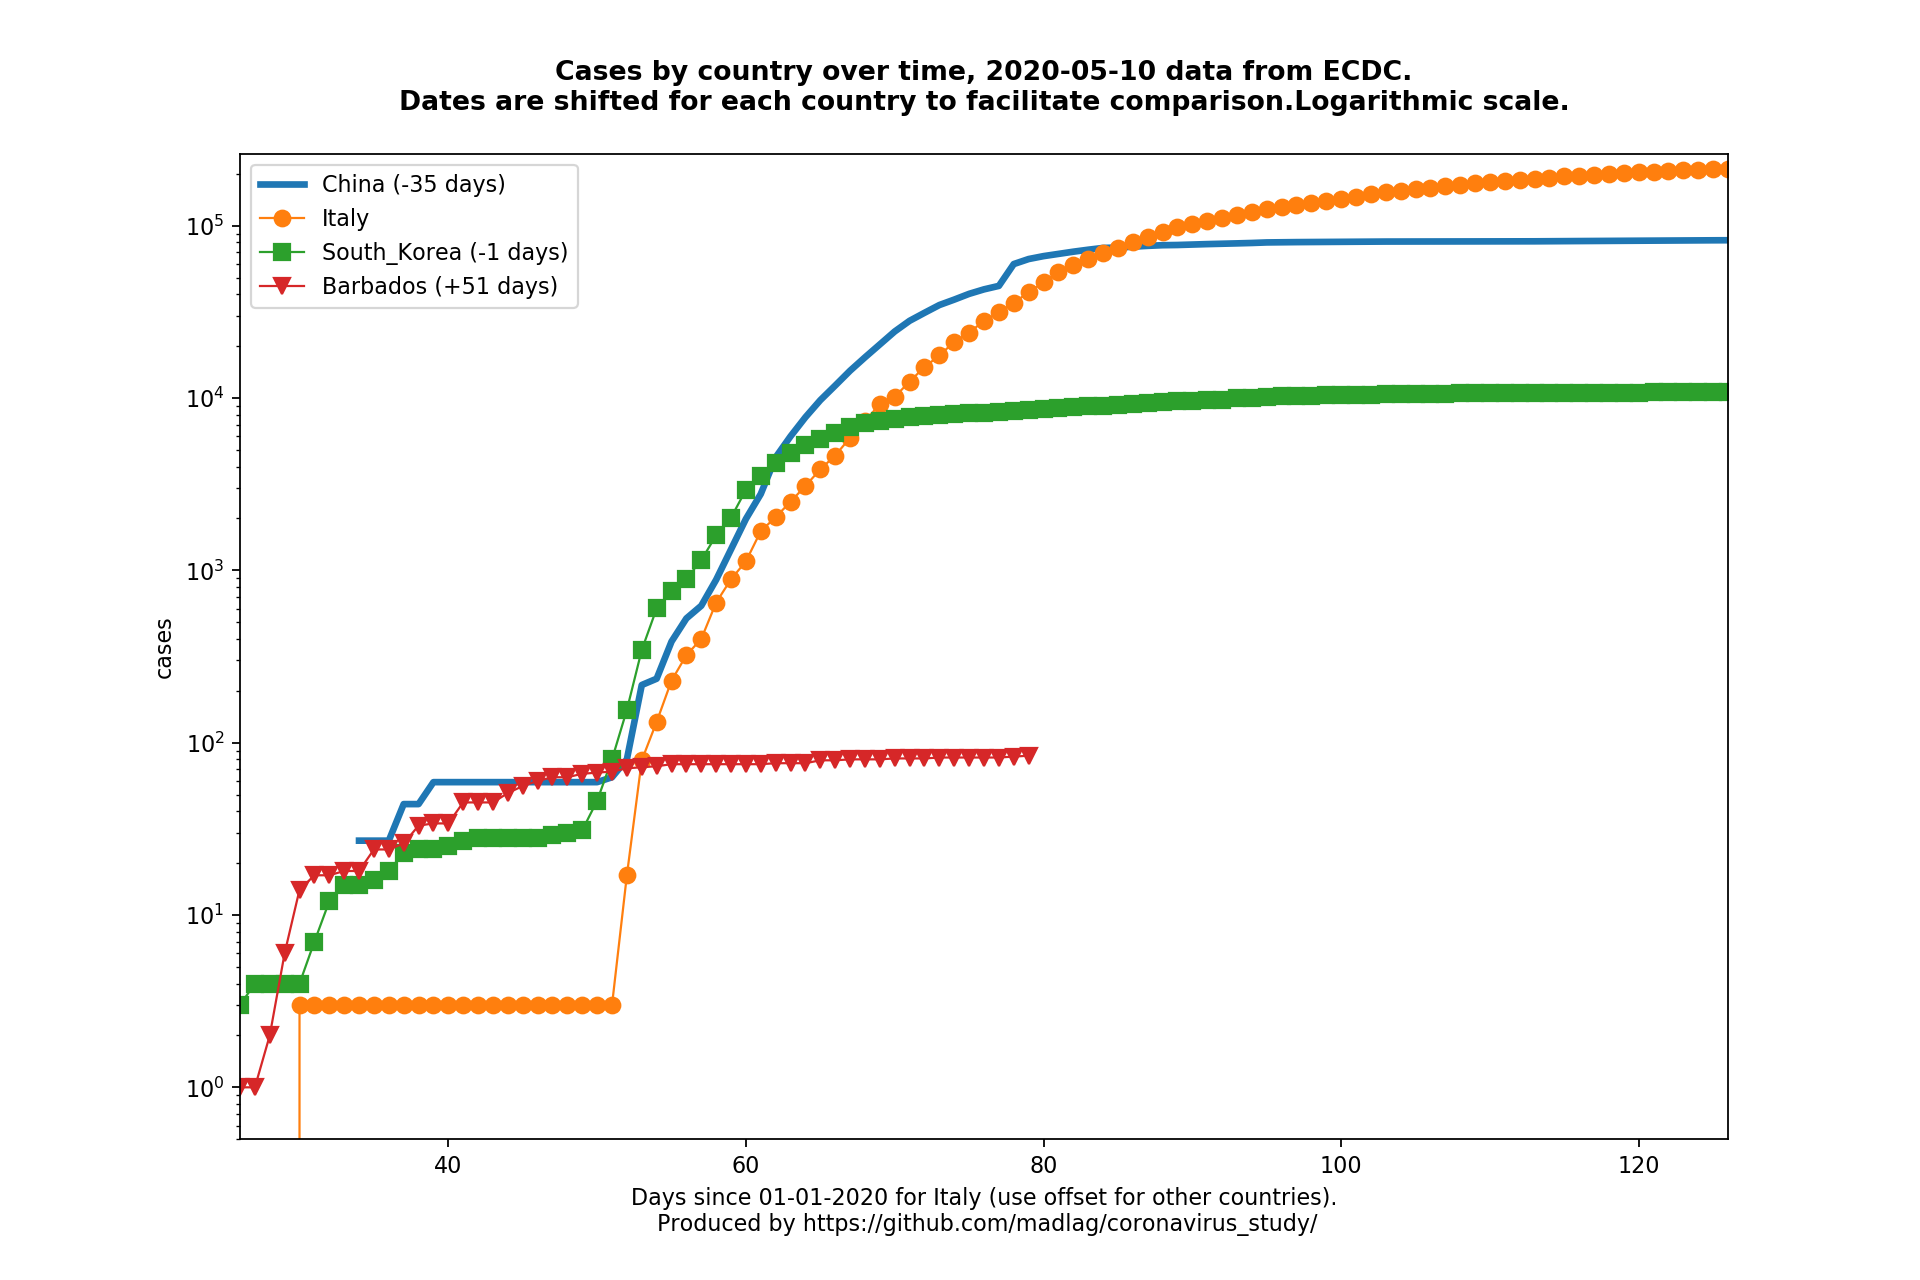 Cases by country over time, 2020-05-10 data from ECDC.
Dates are shifted for each country to facilitate comparison.Logarithmic scale.
China (-35 days)
Italy
South_Korea (-1 days)
Barbados (+51 days)
10^5
10^4
10^3
10^2
10^1
10^0
cases
40 60 80 100 120
Days since 01-01-2020 for Italy (use offset for other countries).
Produced by https://github.com/madlag/coronavirus_study/